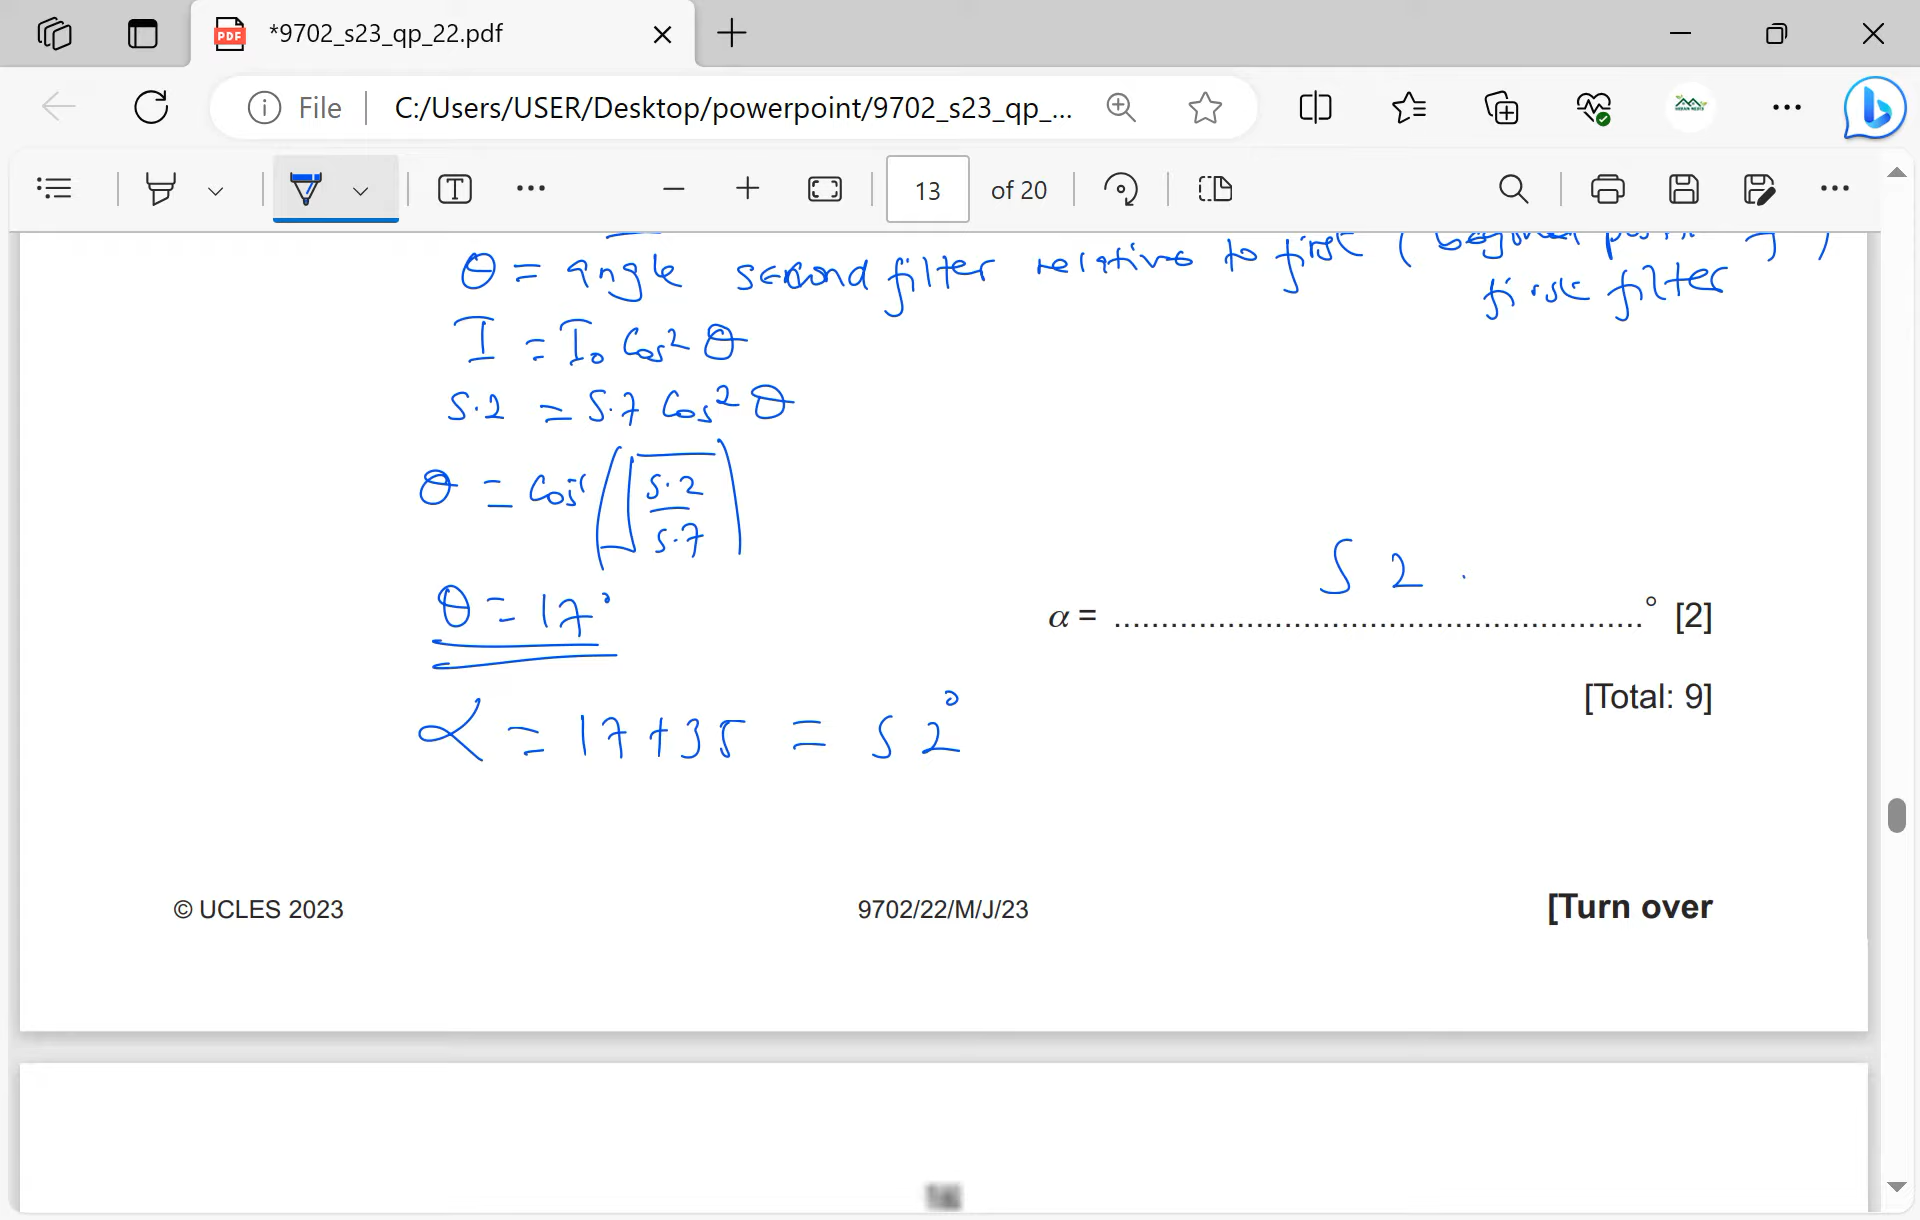 *9702_s23_qp_22.pdf
File C:/Users/USER/Desktop/powerpoint/9702_s23_qp_...
13 of 20
θ = angle second filter relative to first (
first filter
I = I₀ Cos² θ
5.2 = 5.7 Cos² θ
θ = Cos⁻¹ (√(5.2/5.7))
θ = 17°
α = 17 + 35 = 52°
52
α = ........................................................° [2]
[Total: 9]
© UCLES 2023 9702/22/M/J/23 [Turn over